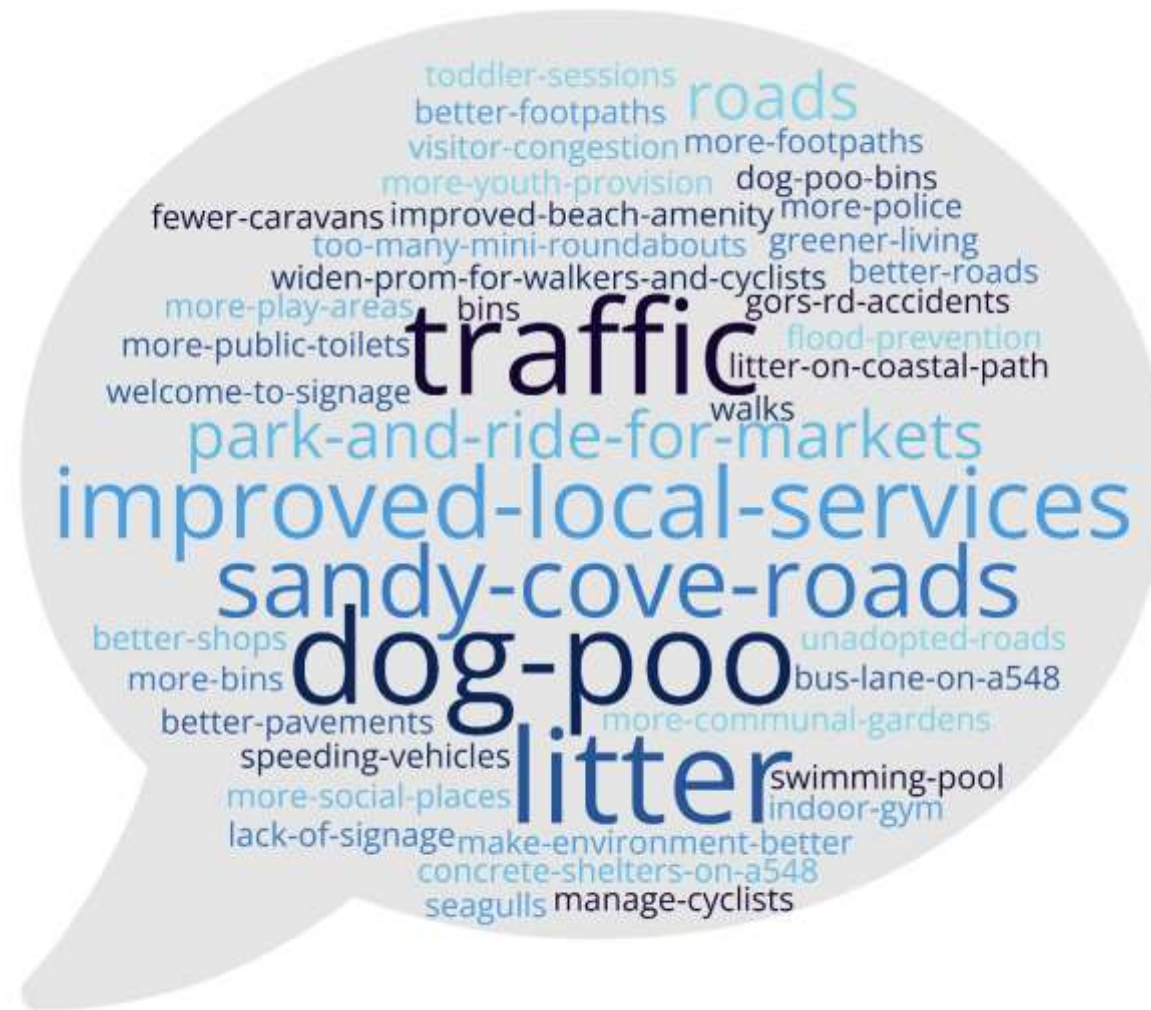 toddler-sessions
roads
better-footpaths
visitor-congestion
more-footpaths
more-youth-provision
dog-poo-bins
fewer-caravans
improved-beach-amenity
more-police
too-many-mini-roundabouts
greener-living
widen-prom-for-walkers-and-cyclists
better-roads
more-play-areas
bins
gors-rd-accidents
traffic
more-public-toilets
flood-prevention
litter-on-coastal-path
welcome-to-signage
walks
park-and-ride-for-markets
improved-local-services
sandy-cove-roads
better-shops
dog-poo
unadopted-roads
more-bins
bus-lane-on-a548
better-pavements
more-communal-gardens
speeding-vehicles
litter
swimming-pool
more-social-places
indoor-gym
lack-of-signage
make-environment-better
concrete-shelters-on-a548
seagulls
manage-cyclists